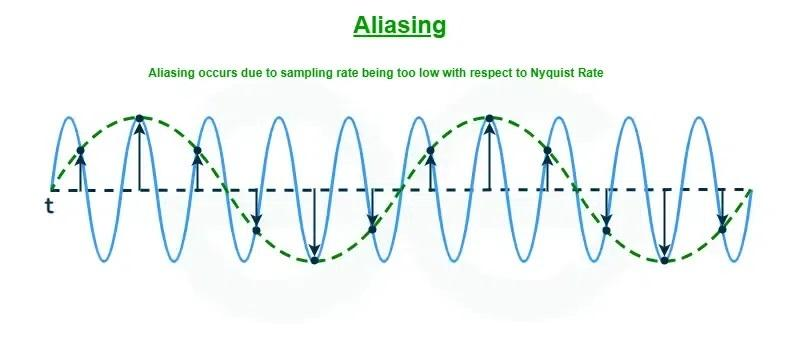 Aliasing
Aliasing occurs due to sampling rate being too low with respect to Nyquist Rate
t